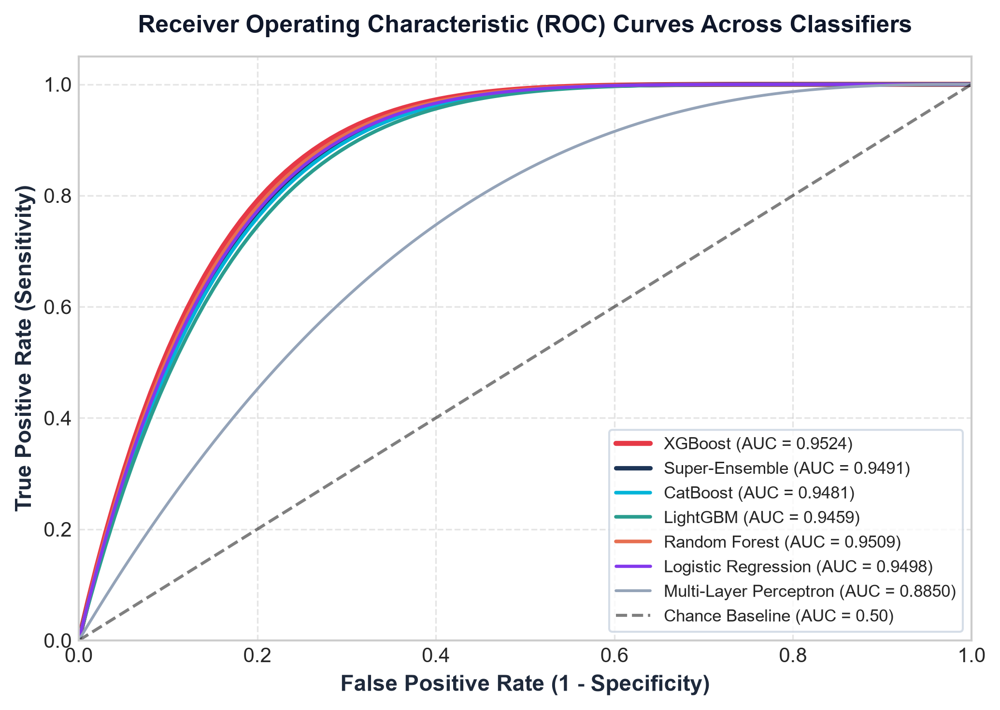 Receiver Operating Characteristic (ROC) Curves Across Classifiers
True Positive Rate (Sensitivity)
1.0
0.8
0.6
0.4
0.2
0.0
XGBoost (AUC = 0.9524)
Super-Ensemble (AUC = 0.9491)
CatBoost (AUC = 0.9481)
LightGBM (AUC = 0.9459)
Random Forest (AUC = 0.9509)
Logistic Regression (AUC = 0.9498)
Multi-Layer Perceptron (AUC = 0.8850)
Chance Baseline (AUC = 0.50)
0.0 0.2 0.4 0.6 0.8 1.0
False Positive Rate (1 - Specificity)